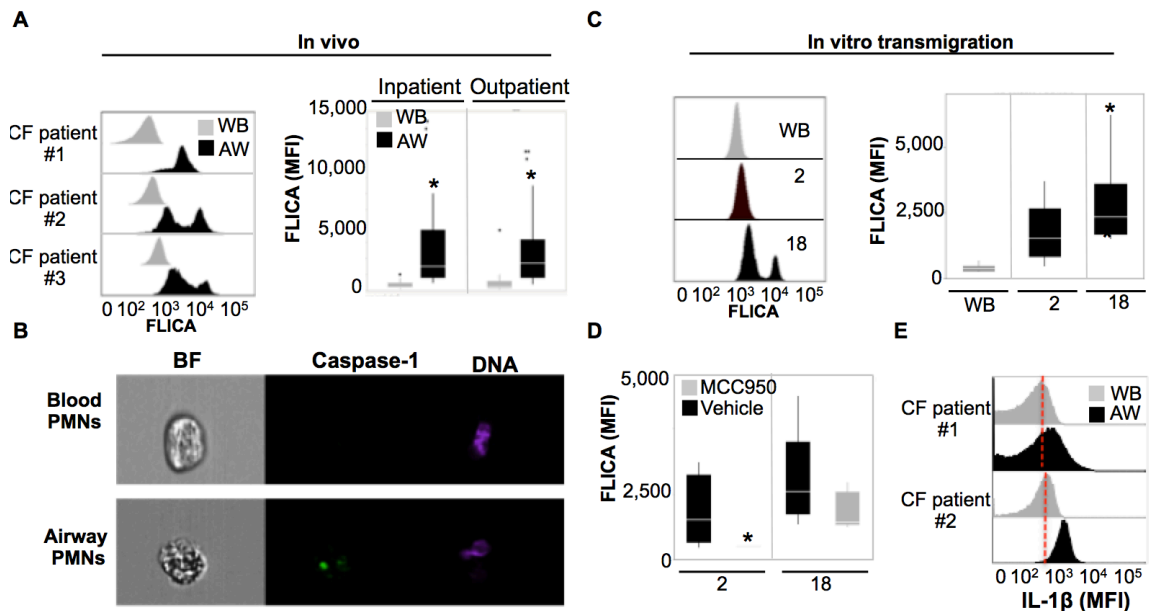 A
In vivo
CF patient
#1
CF patient
#2
CF patient
#3
WB
AW
0 10² 10³ 10⁴ 10⁵
FLICA
Inpatient Outpatient
15,000
10,000
5,000
0
FLICA (MFI)
WB
AW
*
*
B
BF Caspase-1 DNA
Blood
PMNs
Airway
PMNs
C
In vitro transmigration
WB
2
18
0 10² 10³ 10⁴ 10⁵
FLICA
FLICA (MFI)
5,000
2,500
0
*
*
WB 2 18
D
FLICA (MFI)
5,000
2,500
0
MCC950
Vehicle
*
2 18
E
CF patient
#1
CF patient
#2
WB
AW
0 10² 10³ 10⁴ 10⁵
IL-1β (MFI)